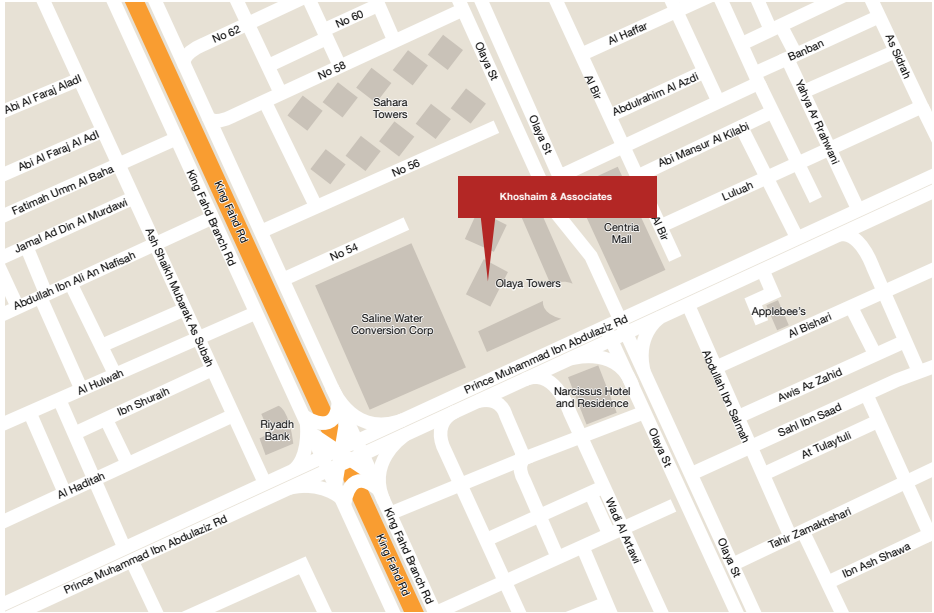 No 62
No 60
No 58
Al Haffar
Banban
As Sidrah
Olaya St
Abi Al Faraj Aladl
Sahara
Towers
Al Bir
Abdulrahim Al Azdi
Yahya Ar Rrahwani
Olaya St
Abi Al Faraj Al Adl
Abi Mansur Al Kilabi
No 56
Fatimah Umm Al Baha
King Fahd Branch Rd
King Fahd Rd
Khoshaim & Associates
Luluah
Jamal Ad Din Al Murdawi
Centria
Mall
Al Bir
No 54
Abdullah Ibn Ali An Nafisah
Ash Shaikh Mubarak As Subah
Olaya Towers
Saline Water
Conversion Corp
Applebee's
Al Bishari
Prince Muhammad Ibn Abdulaziz Rd
Al Hulwah
Abdullah Ibn Salmah
Awis Az Zahid
Ibn Shuraih
Narcissus Hotel
and Residence
Sahl Ibn Saad
Riyadh
Bank
Olaya St
At Tulaytuli
Al Haditah
Wadi Al Artawi
Tahir Zamakhshari
Prince Muhammad Ibn Abdulaziz Rd
King Fahd Branch Rd
King Fahd Rd
Olaya St
Ibn Ash Shawa